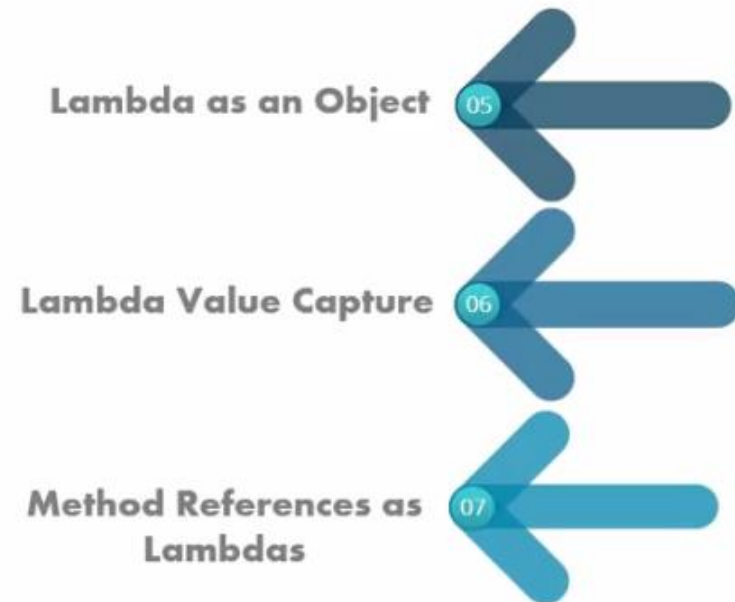 Lambda as an Object
05
Lambda Value Capture
06
Method References as
Lambdas
07